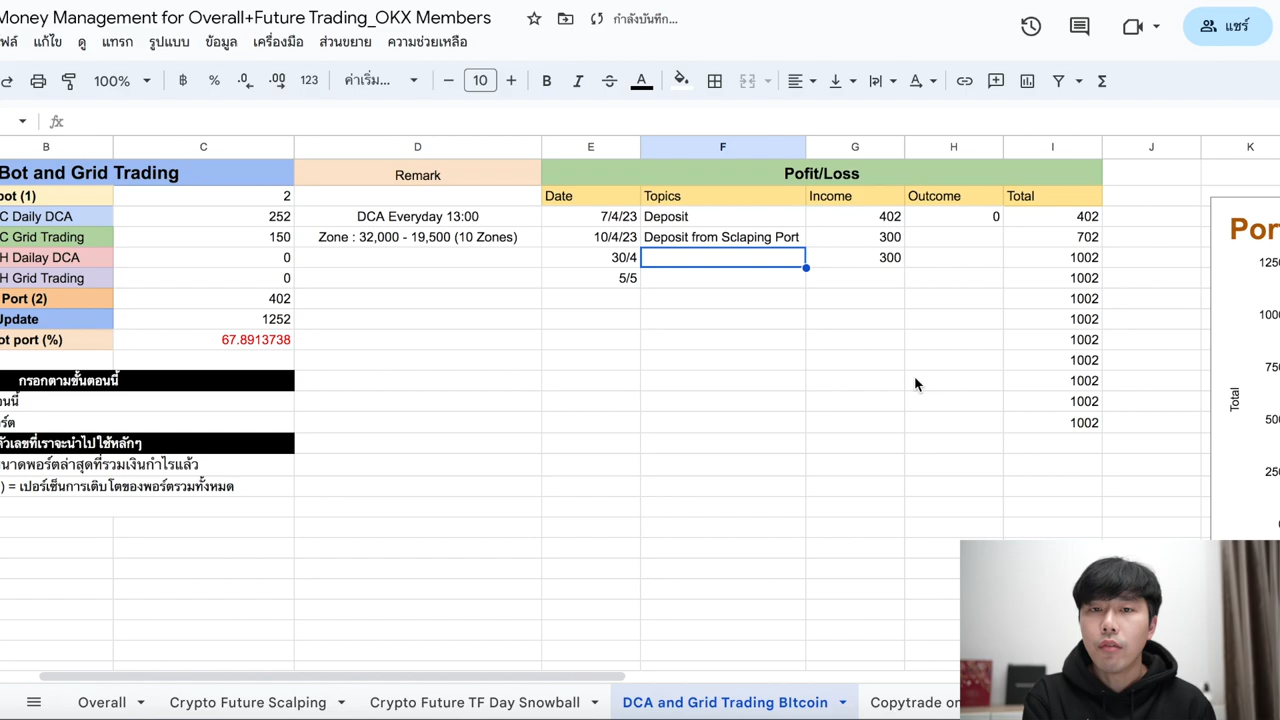 Money Management for Overall+Future Trading_OKX Members กำลังบันทึก...
ฟล์ แก้ไข ดู แทรก รูปแบบ ข้อมูล เครื่องมือ ส่วนขยาย ความช่วยเหลือ
แชร์
100% ฿ % .0 .00 123 ค่าเริ่ม... − 10 + B I S A Σ
fx
B C D E F G H I J K
Bot and Grid Trading Remark Pofit/Loss
pot (1) 2 Date Topics Income Outcome Total
C Daily DCA 252 DCA Everyday 13:00 7/4/23 Deposit 402 0 402
C Grid Trading 150 Zone : 32,000 - 19,500 (10 Zones) 10/4/23 Deposit from Sclaping Port 300 702
H Dailay DCA 0 30/4 300 1002
H Grid Trading 0 5/5 1002
Port (2) 402 1002
Update 1252 1002
ot port (%) 67.8913738 1002
1002
กรอกตามขั้นตอนนี้ 1002
อนนี้ 1002
ร์ต 1002
ตัวเลขที่เราจะนำไปใช้หลักๆ
นาดพอร์ตล่าสุดที่รวมเงินกำไรแล้ว
) = เปอร์เซ็นการเติบโตของพอร์ตรวมทั้งหมด
Por
1250
1000
750
500
250
0
Total
Overall Crypto Future Scalping Crypto Future TF Day Snowball DCA and Grid Trading BItcoin Copytrade on